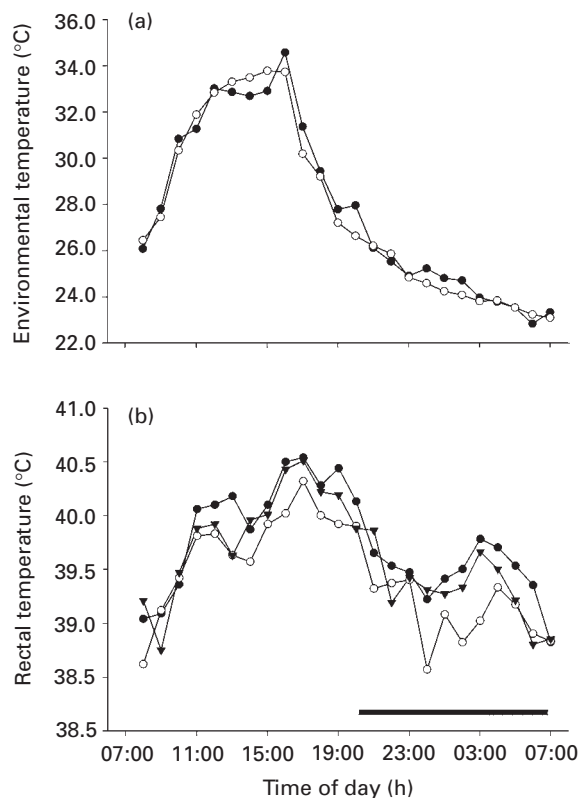 (a)
Environmental temperature (°C)
36.0
34.0
32.0
30.0
28.0
26.0
24.0
22.0
(b)
Rectal temperature (°C)
41.0
40.5
40.0
39.5
39.0
38.5
38.5
07:00 11:00 15:00 19:00 23:00 03:00 07:00
Time of day (h)